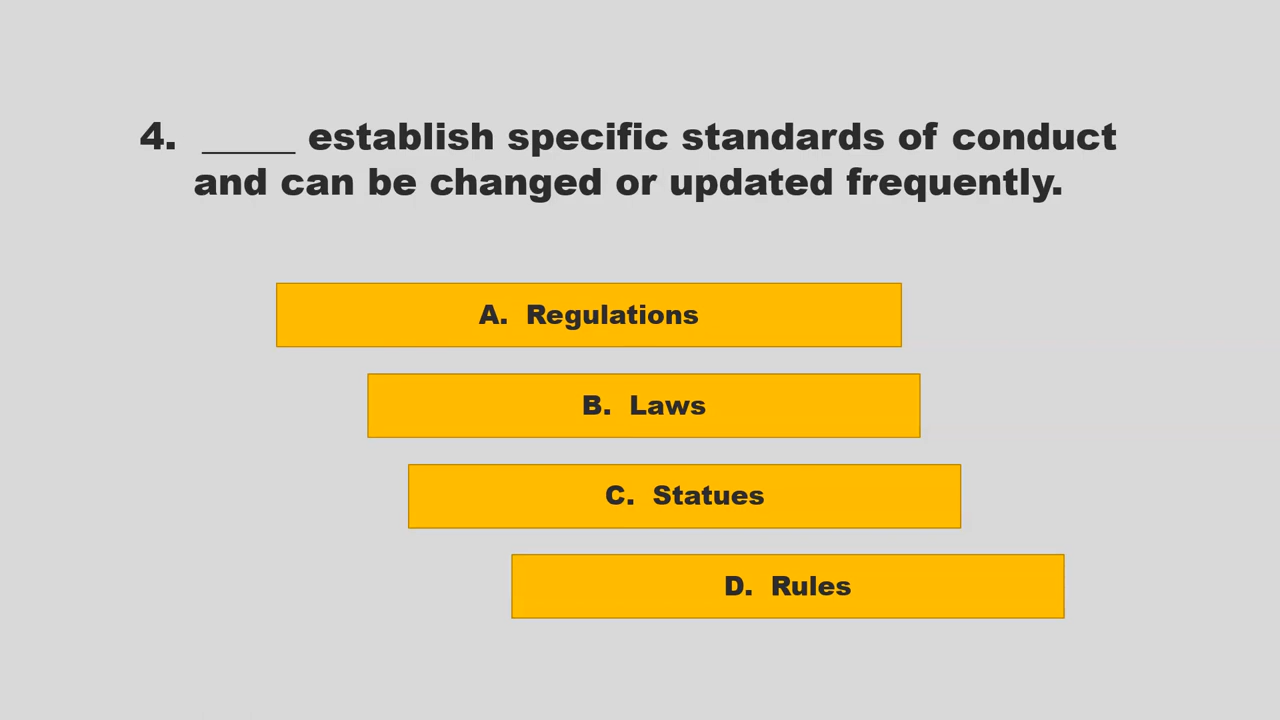 4. _____ establish specific standards of conduct
and can be changed or updated frequently.
A. Regulations
B. Laws
C. Statues
D. Rules